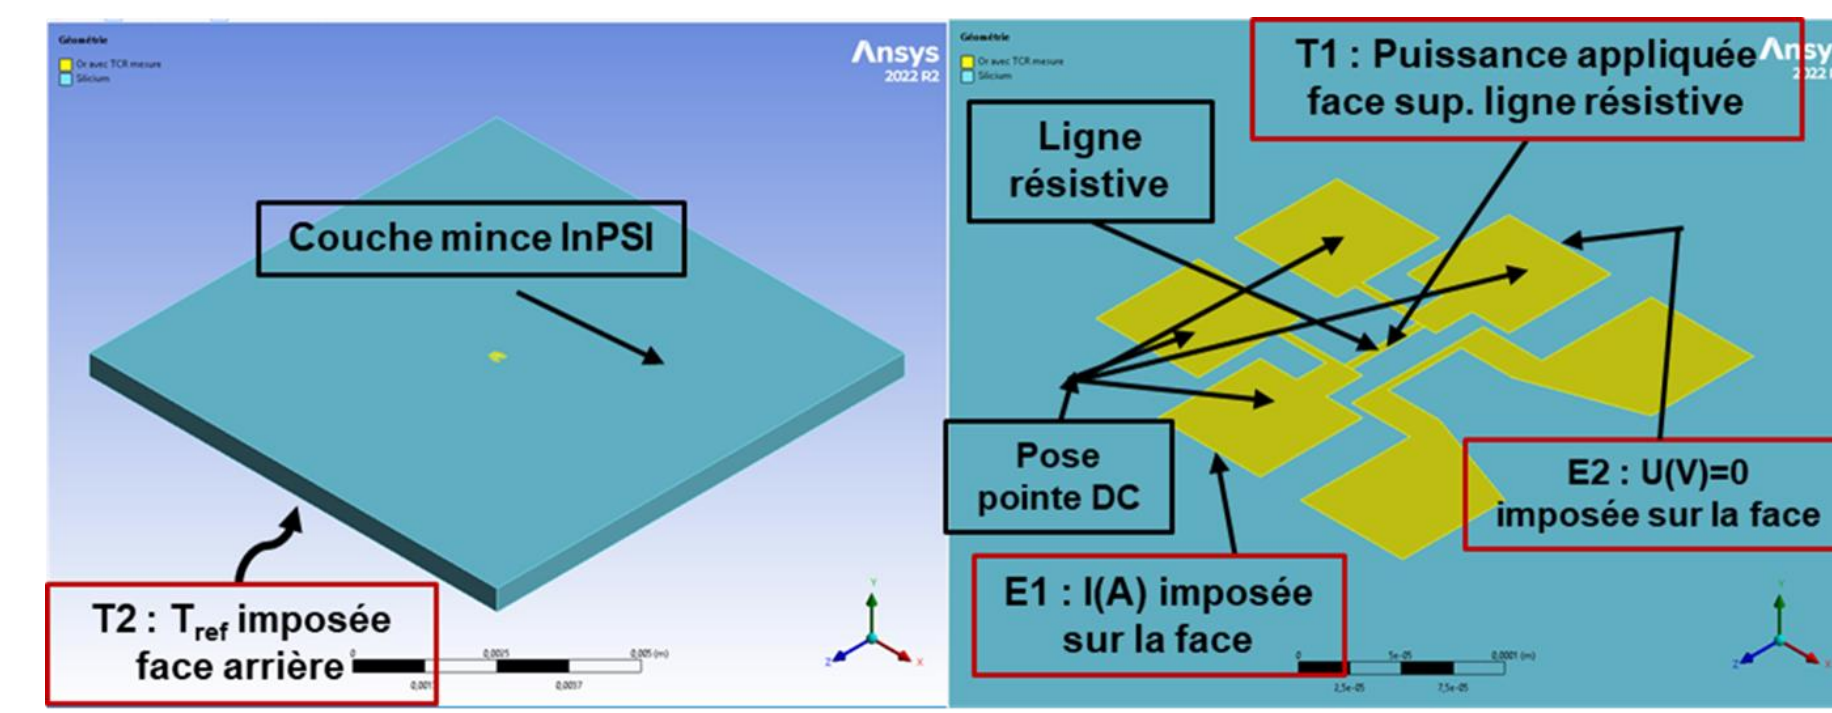 Géométrie
Or avec TCR mesure
Silicium
Ansys
2022 R2
Couche mince InPSI
T2 : Tref imposée
face arrière
0
0,0025
0,005 (m)
0,0037
Y
Z
X
Géométrie
Or avec TCR mesure
Silicium
T1 : Puissance appliquée
face sup. ligne résistive
Ligne
résistive
Pose
pointe DC
E2 : U(V)=0
imposée sur la face
E1 : I(A) imposée
sur la face
0
5e-05
0,0001 (m)
2,5e-05
7,5e-05
Y
Z
X